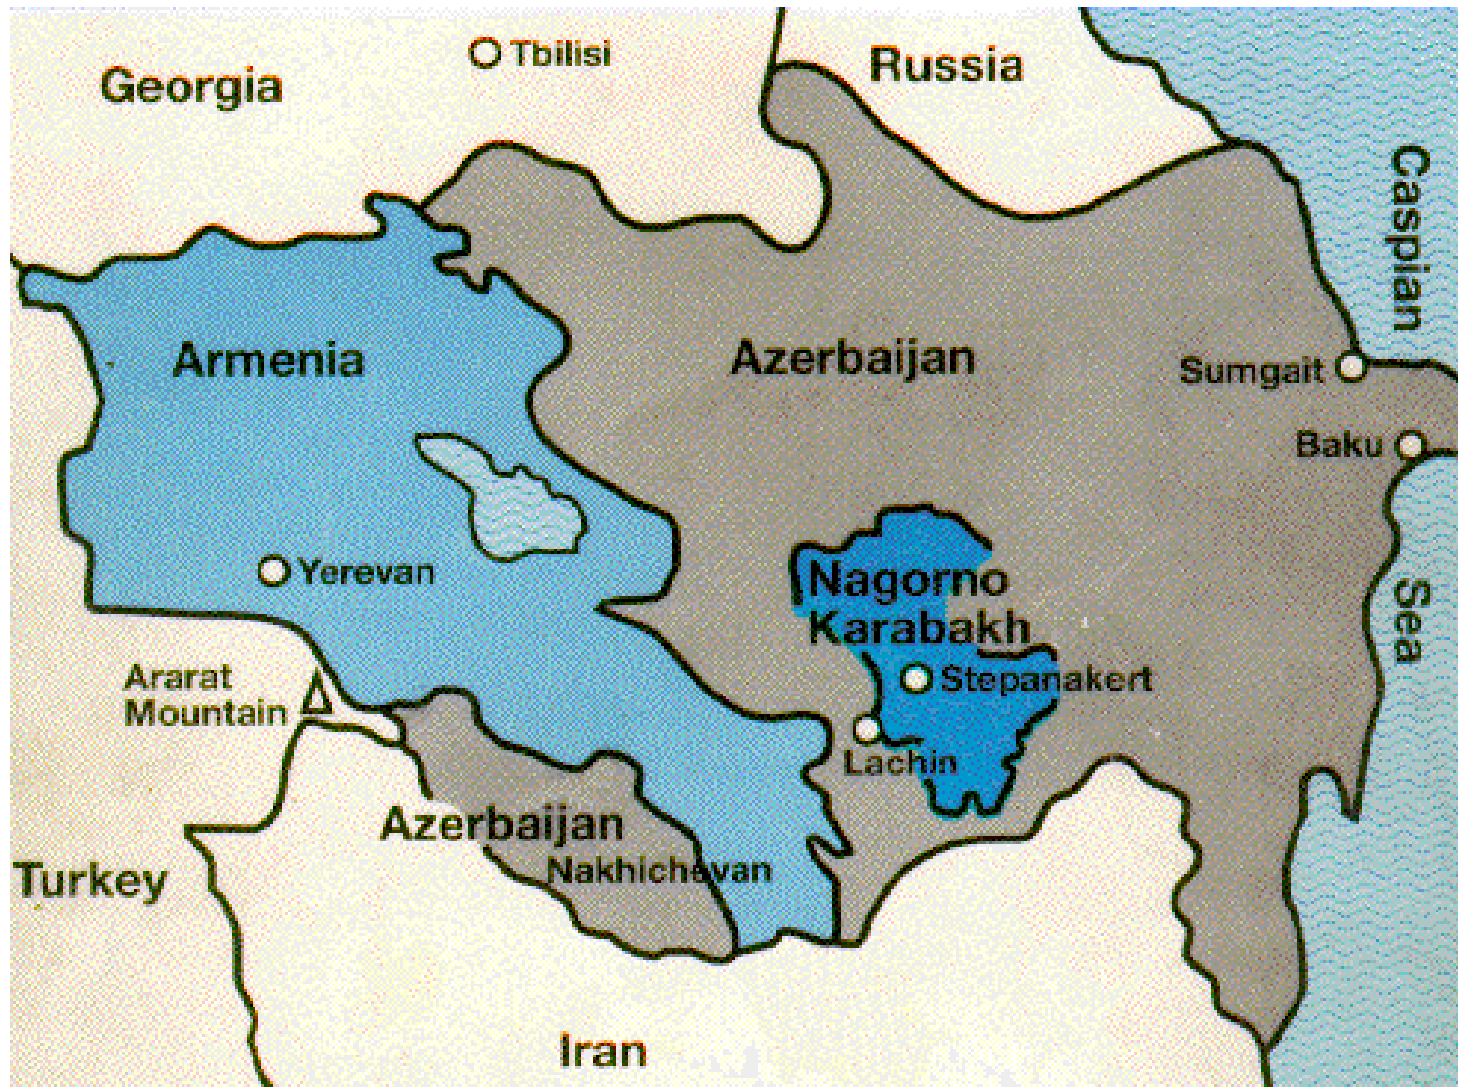 Georgia
Tbilisi
Russia
Caspian
Sea
Armenia
Azerbaijan
Sumgait
Baku
Yerevan
Nagorno
Karabakh
Stepanakert
Ararat
Mountain
Lachin
Azerbaijan
Nakhichevan
Turkey
Iran